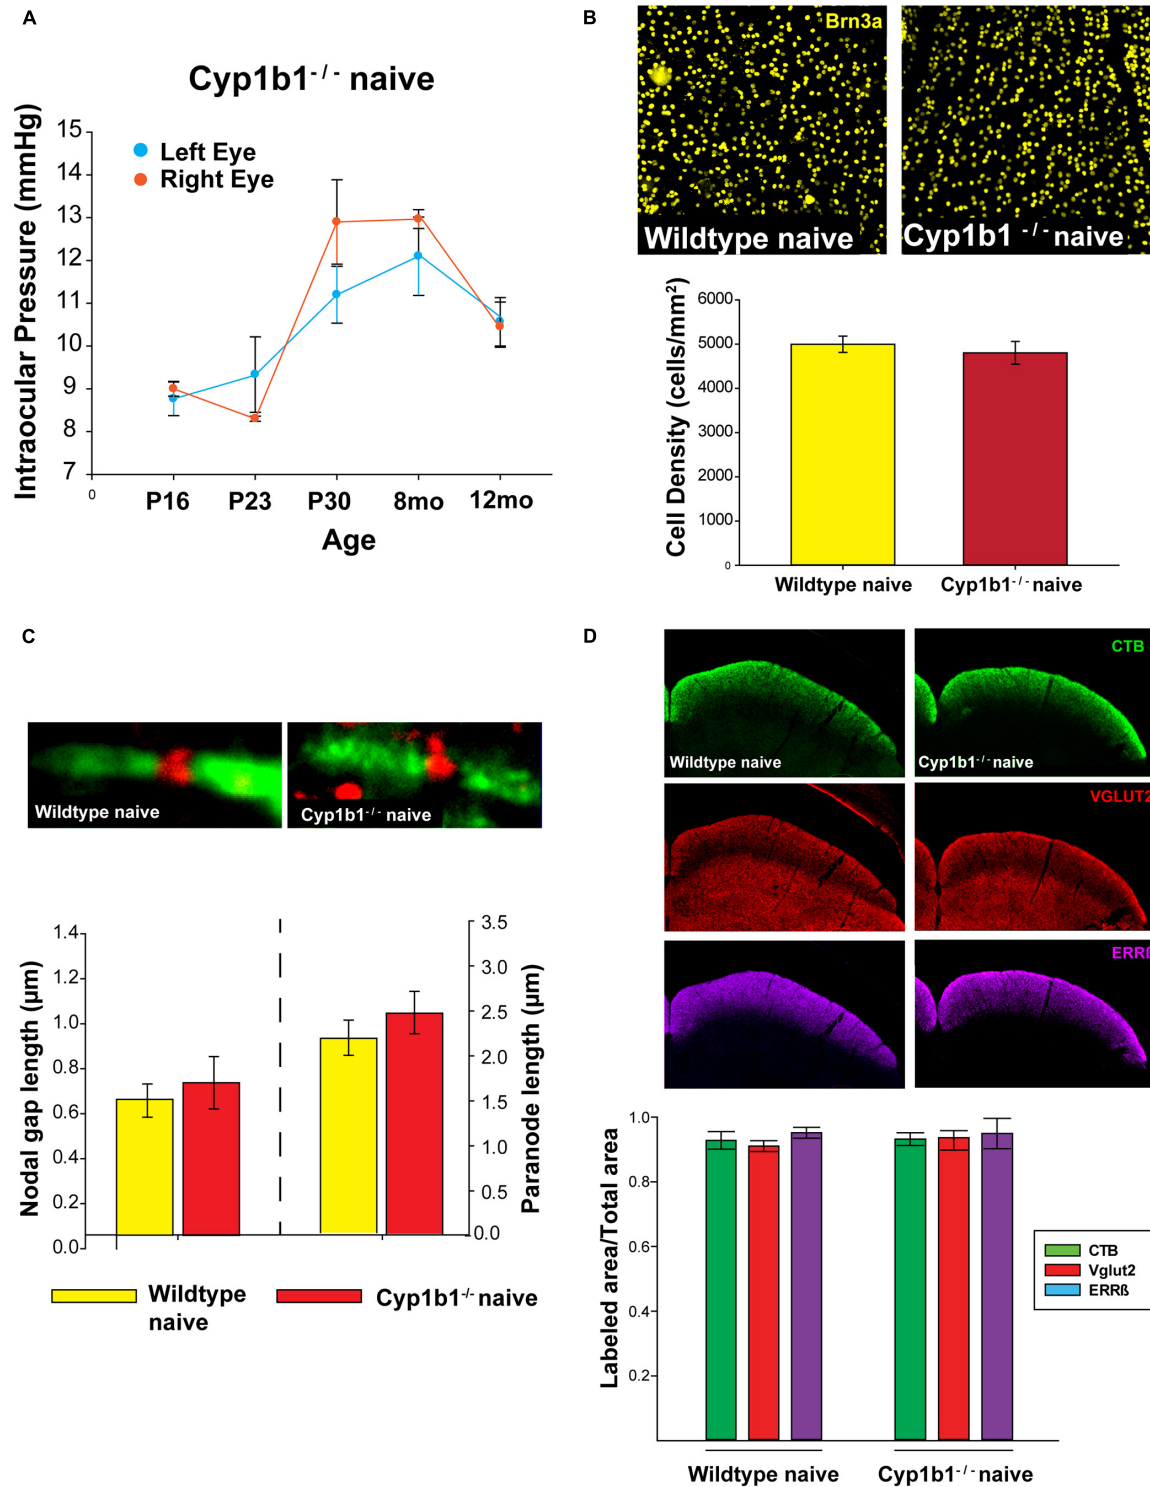 A
Cyp1b1-/- naive
Intraocular Pressure (mmHg)
15
14
13
12
11
10
9
8
7
0
Left Eye
Right Eye
P16 P23 P30 8mo 12mo
Age
B
Brn3a
Wildtype naive
Cyp1b1 -/- naive
Cell Density (cells/mm²)
6000
5000
4000
3000
2000
1000
0
Wildtype naive Cyp1b1-/- naive
C
Wildtype naive
Cyp1b1-/- naive
Nodal gap length (µm)
1.4
1.2
1.0
0.8
0.6
0.4
0.2
0.0
3.5
3.0
2.5
2.0
1.5
1.0
0.5
0.0
Paranode length (µm)
Wildtype
naive
Cyp1b1-/- naive
D
CTB
Wildtype naive
Cyp1b1-/- naive
VGLUT2
ERRß
Labeled area/Total area
1.0
0.8
0.6
0.4
0.2
CTB
Vglut2
ERRß
Wildtype naive Cyp1b1-/- naive